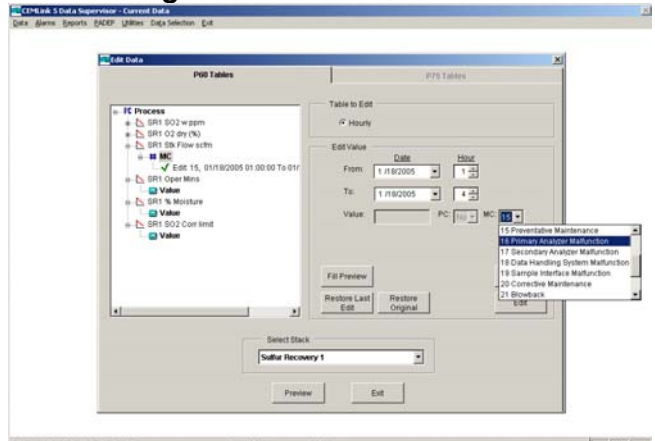 CEMLink 5 Data Supervisor - Current Data
Data Alarms Reports PADEP Utilities Data Selection Exit
Edit Data
P60 Tables
P75 Tables
Process
SR1 SO2 w ppm
SR1 O2 dry (%)
SR1 Stk Flow scfm
MC
Edit: 15, 01/18/2005 01:00:00 To 01/
SR1 Oper Mins
Value
SR1 % Moisture
Value
SR1 SO2 Corr limit
Value
Table to Edit
Hourly
Edit Value
Date Hour
From: 1 /18/2005 1
To: 1 /18/2005 4
Value: PC: No MC: 15
15 Preventative Maintenance
16 Primary Analyzer Malfunction
17 Secondary Analyzer Malfunction
18 Data Handling System Malfunction
19 Sample Interface Malfunction
20 Corrective Maintenance
21 Blowback
Fill Preview
Restore Last Edit
Restore Original
Edit
Select Stack
Sulfur Recovery 1
Preview
Exit